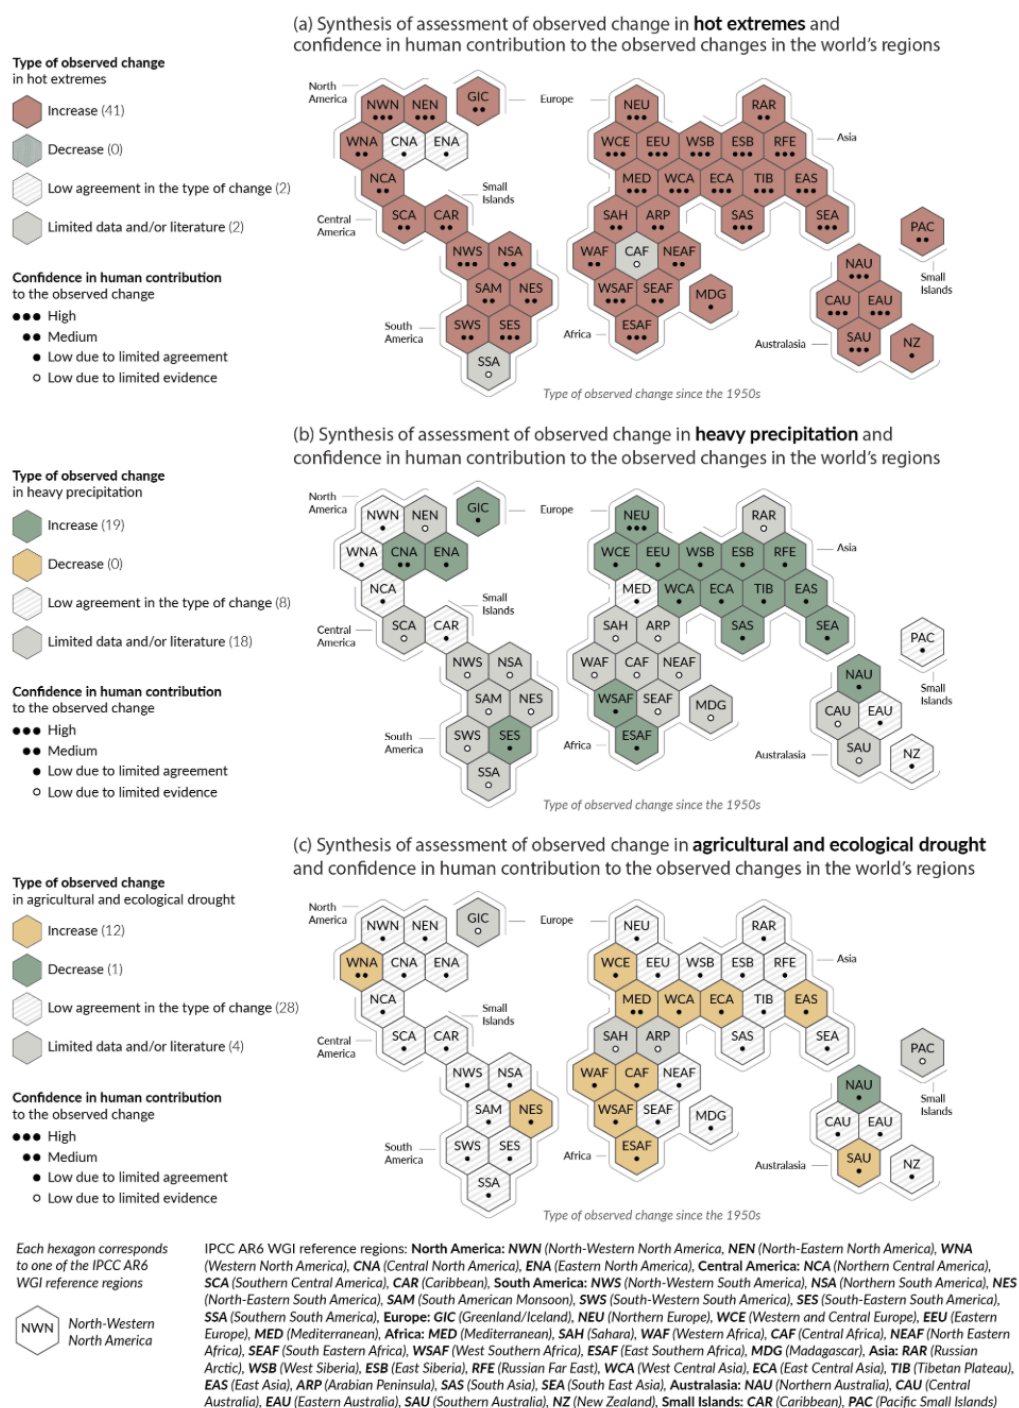 (a) Synthesis of assessment of observed change in hot extremes and
confidence in human contribution to the observed changes in the world's regions
Type of observed change
in hot extremes
Increase (41)
Decrease (0)
Low agreement in the type of change (2)
Limited data and/or literature (2)
Confidence in human contribution
to the observed change
High
Medium
Low due to limited agreement
Low due to limited evidence
North
America
GIC
Europe
NWN NEN
NEU
RAR
WNA CNA ENA
WCE EEU WSB ESB RFE
Asia
NCA
MED WCA ECA TIB EAS
Small
Islands
Central
America
SCA CAR
SAH ARP
SAS
SEA
PAC
NWS NSA
WAF CAF NEAF
NAU
Small
Islands
SAM NES
WSAF SEAF MDG
CAU EAU
South
America
SWS SES
Africa
ESAF
Australasia
SAU
NZ
SSA
Type of observed change since the 1950s
(b) Synthesis of assessment of observed change in heavy precipitation and
confidence in human contribution to the observed changes in the world's regions
Type of observed change
in heavy precipitation
Increase (19)
Decrease (0)
Low agreement in the type of change (8)
Limited data and/or literature (18)
Confidence in human contribution
to the observed change
High
Medium
Low due to limited agreement
Low due to limited evidence
North
America
GIC
Europe
NWN NEN
NEU
RAR
WNA CNA ENA
WCE EEU WSB ESB RFE
Asia
NCA
MED WCA ECA TIB EAS
Small
Islands
Central
America
SCA CAR
SAH ARP
SAS
SEA
PAC
NWS NSA
WAF CAF NEAF
NAU
Small
Islands
SAM NES
WSAF SEAF MDG
CAU EAU
South
America
SWS SES
Africa
ESAF
Australasia
SAU
NZ
SSA
Type of observed change since the 1950s
(c) Synthesis of assessment of observed change in agricultural and ecological drought
and confidence in human contribution to the observed changes in the world's regions
Type of observed change
in agricultural and ecological drought
Increase (12)
Decrease (1)
Low agreement in the type of change (28)
Limited data and/or literature (4)
Confidence in human contribution
to the observed change
High
Medium
Low due to limited agreement
Low due to limited evidence
North
America
GIC
Europe
NWN NEN
NEU
RAR
WNA CNA ENA
WCE EEU WSB ESB RFE
Asia
NCA
MED WCA ECA TIB EAS
Small
Islands
Central
America
SCA CAR
SAH ARP
SAS
SEA
PAC
NWS NSA
WAF CAF NEAF
NAU
Small
Islands
SAM NES
WSAF SEAF MDG
CAU EAU
South
America
SWS SES
Africa
ESAF
Australasia
SAU
NZ
SSA
Type of observed change since the 1950s
Each hexagon corresponds
to one of the IPCC AR6
WGI reference regions
NWN
North-Western
North America
IPCC AR6 WGI reference regions: North America: NWN (North-Western North America, NEN (North-Eastern North America), WNA
(Western North America), CNA (Central North America), ENA (Eastern North America), Central America: NCA (Northern Central America),
SCA (Southern Central America), CAR (Caribbean), South America: NWS (North-West South America), NSA (Northern South America), NES
(North-Eastern South America), SAM (South American Monsoon), SWS (South-West South America), SES (South-Eastern South America),
SSA (Southern South America), Europe: GIC (Greenland/Iceland), NEU (Northern Europe), WCE (Western and Central Europe), EEU (Eastern
Europe), MED (Mediterranean), Africa: MED (Mediterranean), SAH (Sahara), WAF (Western Africa), CAF (Central Africa), NEAF (North Eastern
Africa), SEAF (South Eastern Africa), WSAF (West Southern Africa), ESAF (East Southern Africa), MDG (Madagascar), Asia: RAR (Russian
Arctic), WSB (West Siberia), ESB (East Siberia), RFE (Russian Far East), WCA (West Central Asia), ECA (East Central Asia), TIB (Tibetan Plateau),
EAS (East Asia), ARP (Arabian Peninsula), SAS (South Asia), SEA (South East Asia), Australasia: NAU (Northern Australia), CAU (Central
Australia), EAU (Eastern Australia), SAU (Southern Australia), NZ (New Zealand), Small Islands: CAR (Caribbean), PAC (Pacific Small Islands)